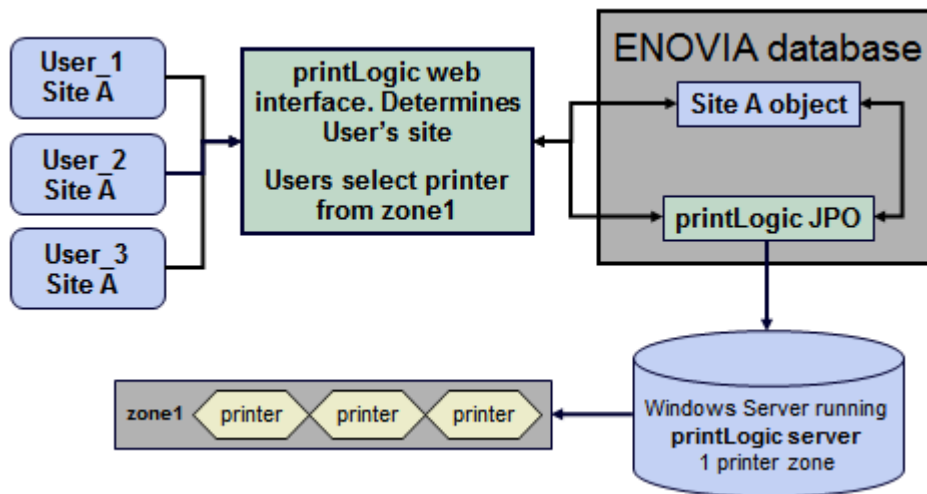 User_1
Site A
User_2
Site A
User_3
Site A
printLogic web
interface. Determines
User's site
Users select printer
from zone1
ENOVIA database
Site A object
printLogic JPO
Windows Server running
printLogic server
1 printer zone
zone1
printer
printer
printer